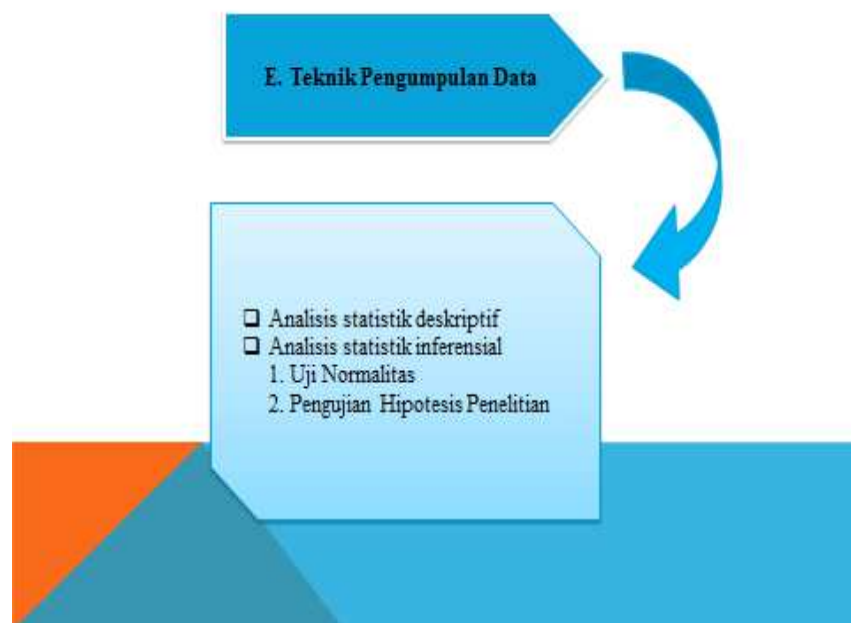 E. Teknik Pengumpulan Data
❑ Analisis statistik deskriptif
❑ Analisis statistik inferensial
1. Uji Normalitas
2. Pengujian Hipotesis Penelitian